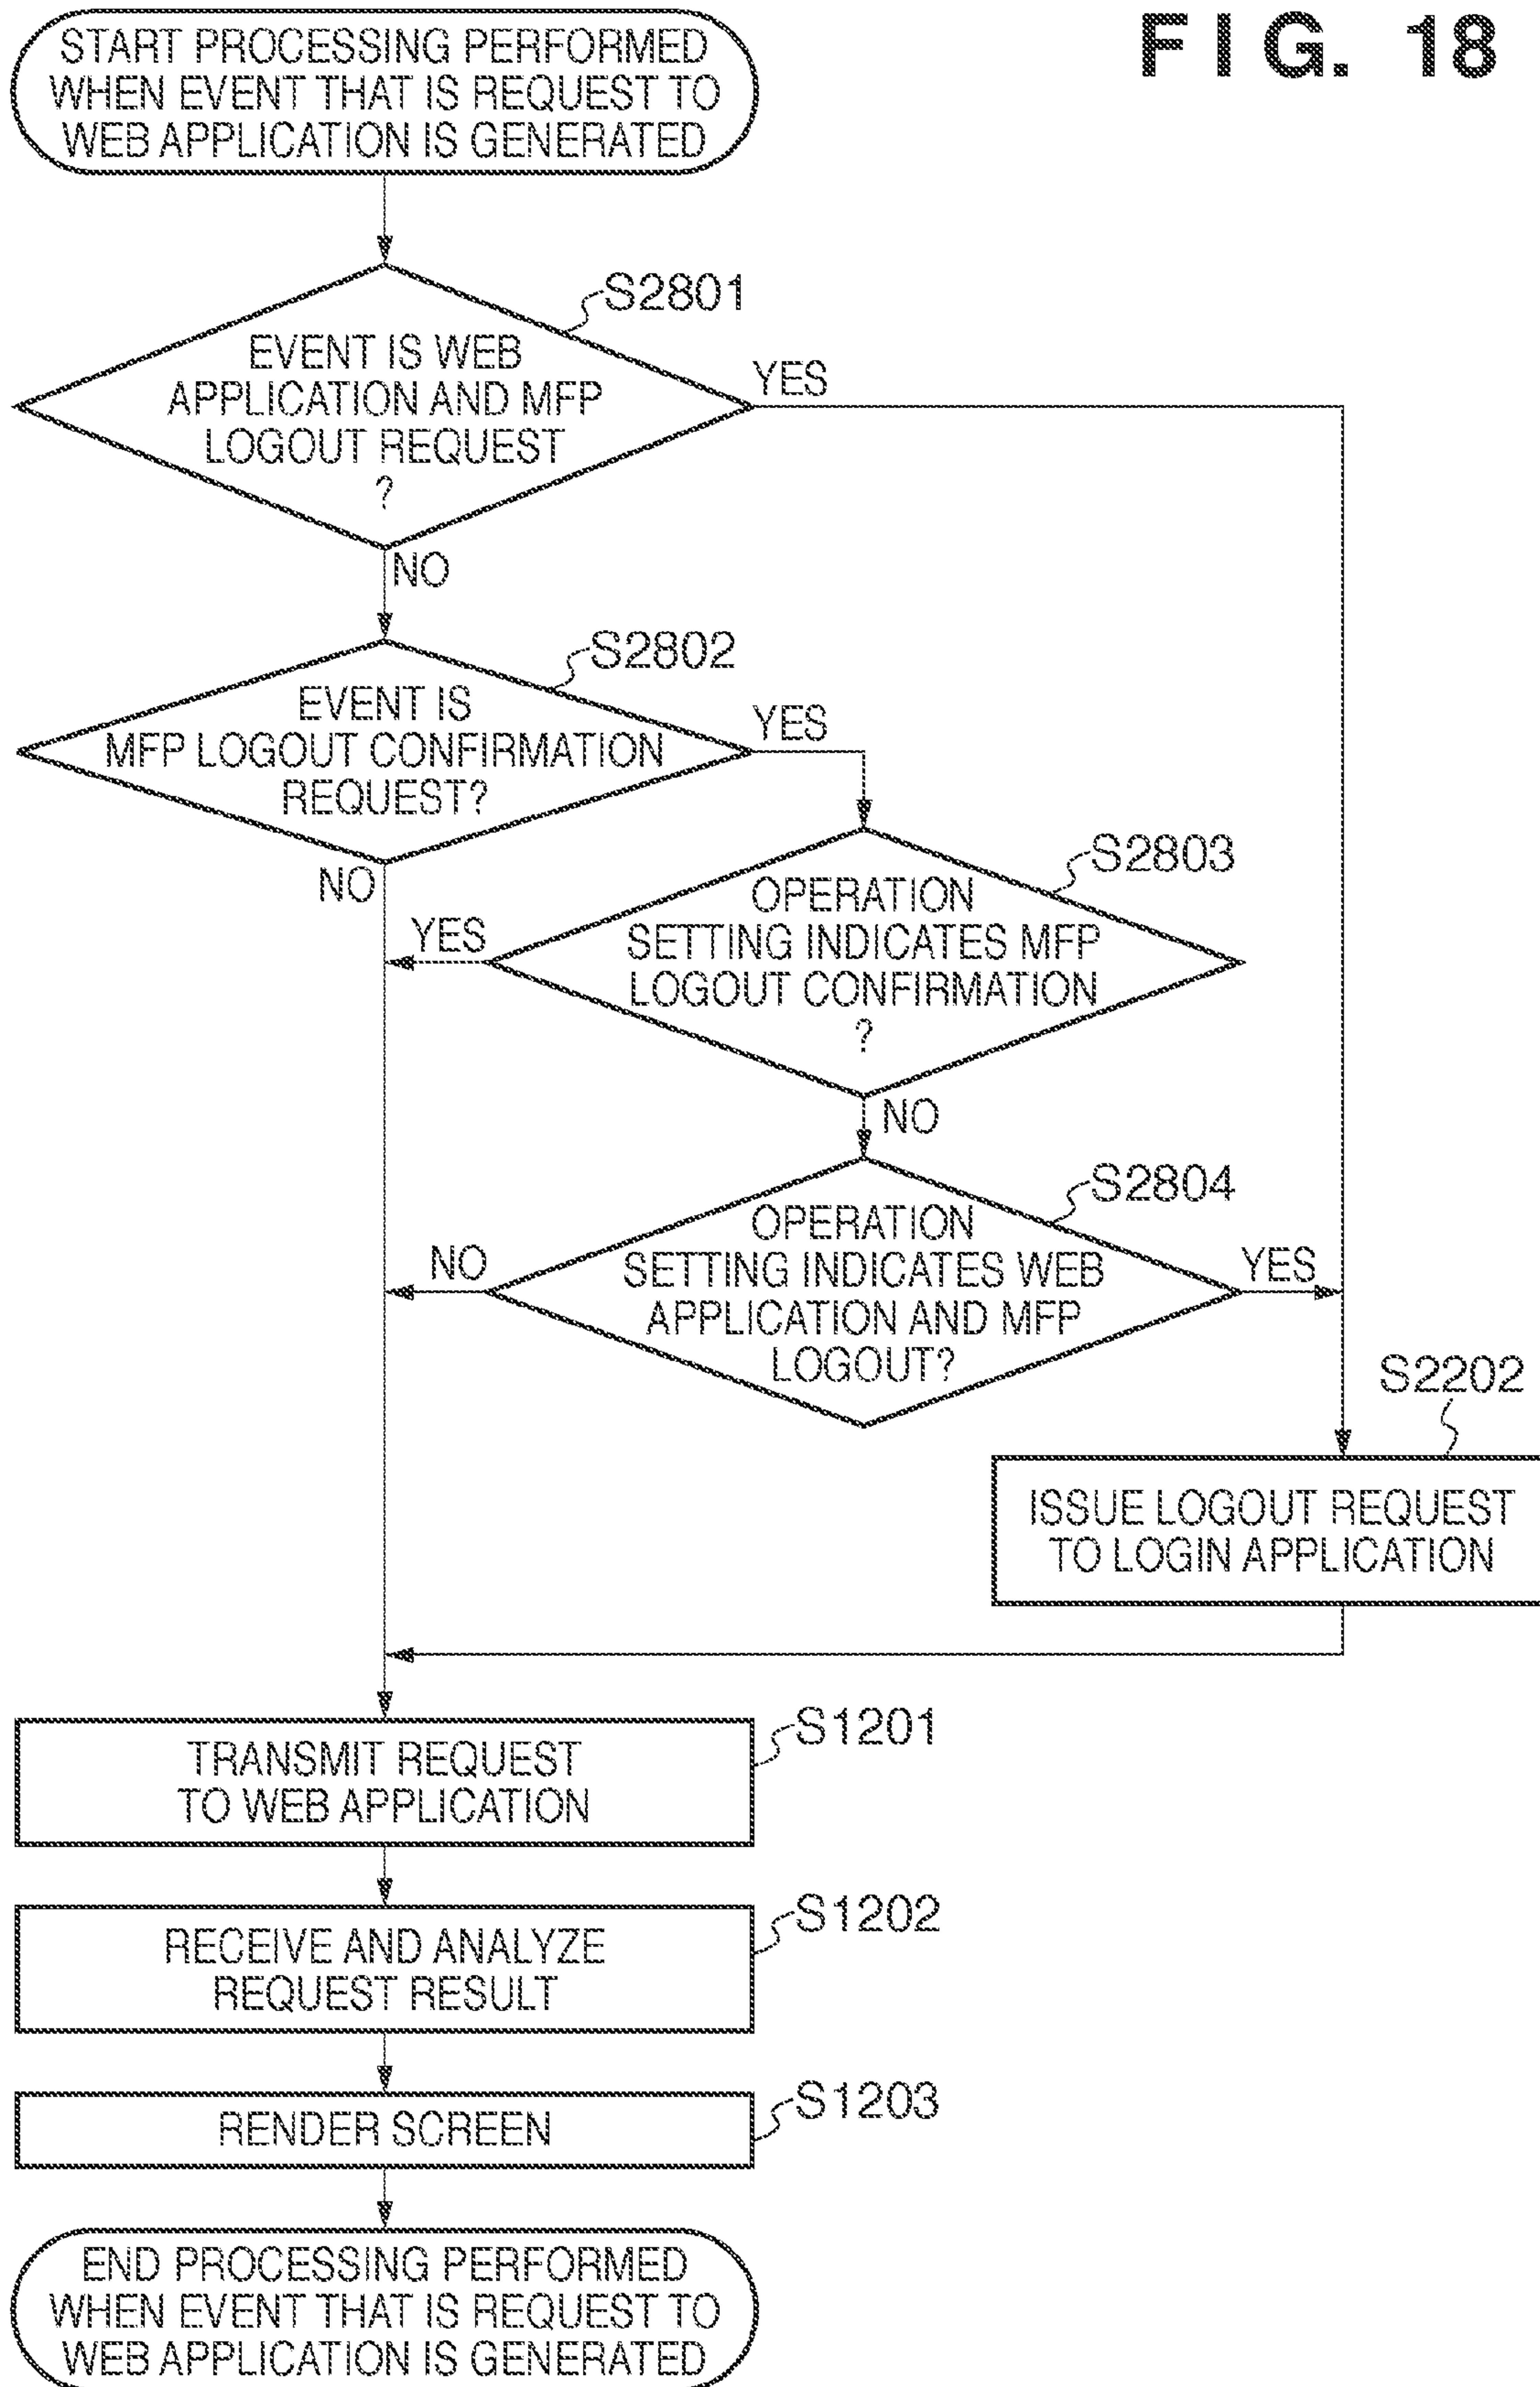 FIG. 18
START PROCESSING PERFORMED
WHEN EVENT THAT IS REQUEST TO
WEB APPLICATION IS GENERATED
S2801
EVENT IS WEB
APPLICATION AND MFP
LOGOUT REQUEST
?
YES
NO
S2802
EVENT IS
MFP LOGOUT CONFIRMATION
REQUEST?
YES
NO
S2803
OPERATION
SETTING INDICATES MFP
LOGOUT CONFIRMATION
?
YES
NO
S2804
OPERATION
SETTING INDICATES WEB
APPLICATION AND MFP
LOGOUT?
NO
YES
S2202
ISSUE LOGOUT REQUEST
TO LOGIN APPLICATION
S1201
TRANSMIT REQUEST
TO WEB APPLICATION
S1202
RECEIVE AND ANALYZE
REQUEST RESULT
S1203
RENDER SCREEN
END PROCESSING PERFORMED
WHEN EVENT THAT IS REQUEST TO
WEB APPLICATION IS GENERATED